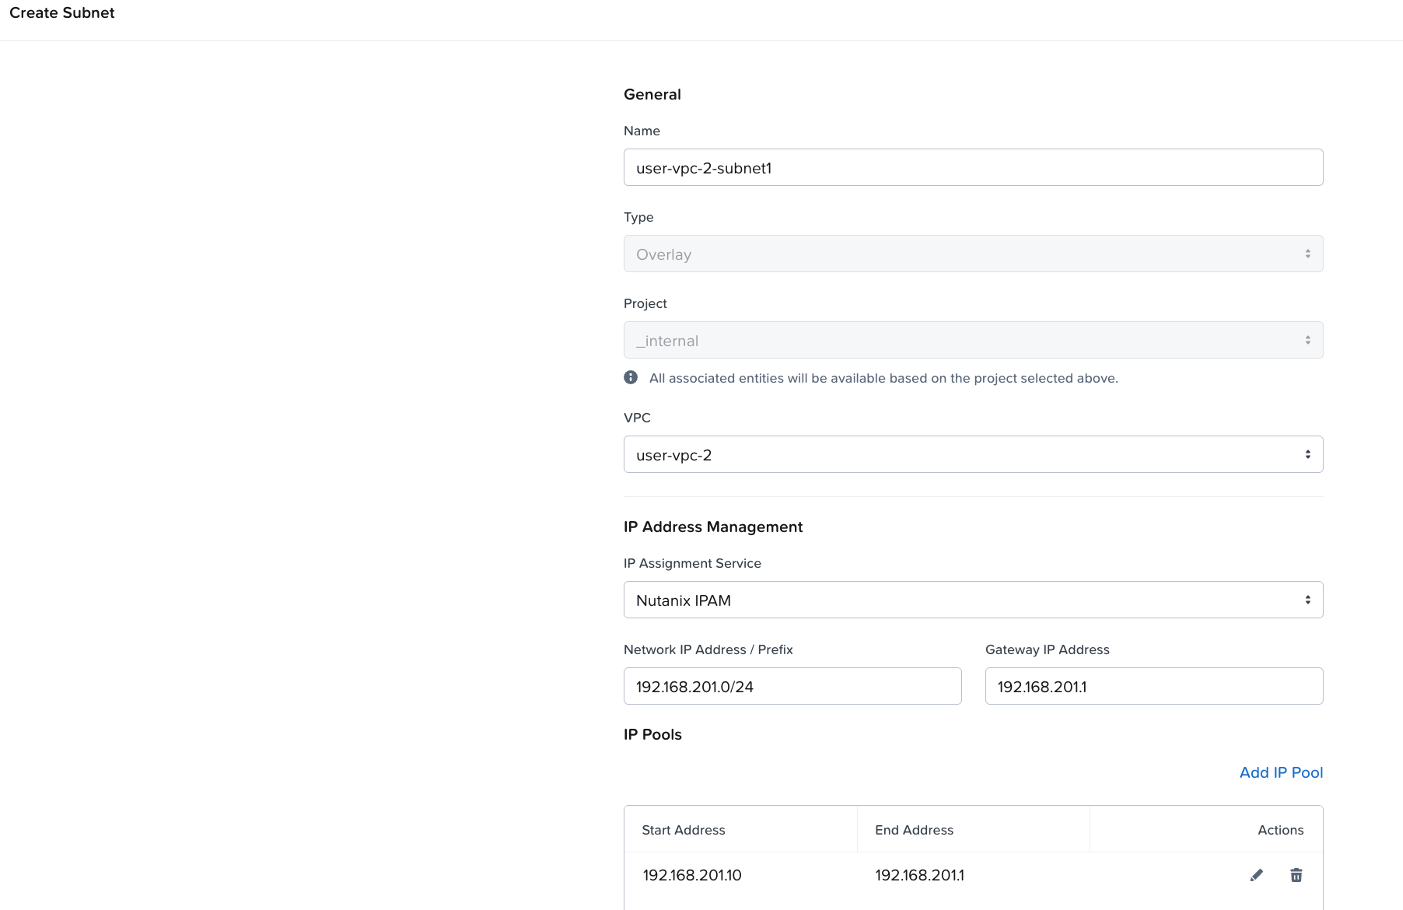 Create Subnet
General
Name
user-vpc-2-subnet1
Type
Overlay
Project
_internal
All associated entities will be available based on the project selected above.
VPC
user-vpc-2
IP Address Management
IP Assignment Service
Nutanix IPAM
Network IP Address / Prefix Gateway IP Address
192.168.201.0/24 192.168.201.1
IP Pools
Add IP Pool
Start Address End Address Actions
192.168.201.10 192.168.201.1